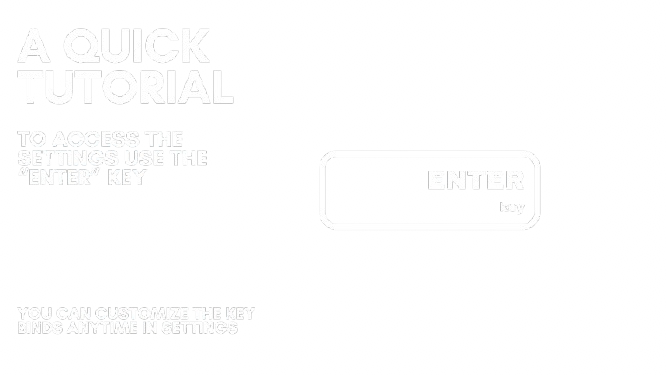 A QUICK
TUTORIAL
TO ACCESS THE
SETTINGS USE THE
"ENTER" KEY
ENTER
key
YOU CAN CUSTOMIZE THE KEY
BINDS ANYTIME IN SETTINGS